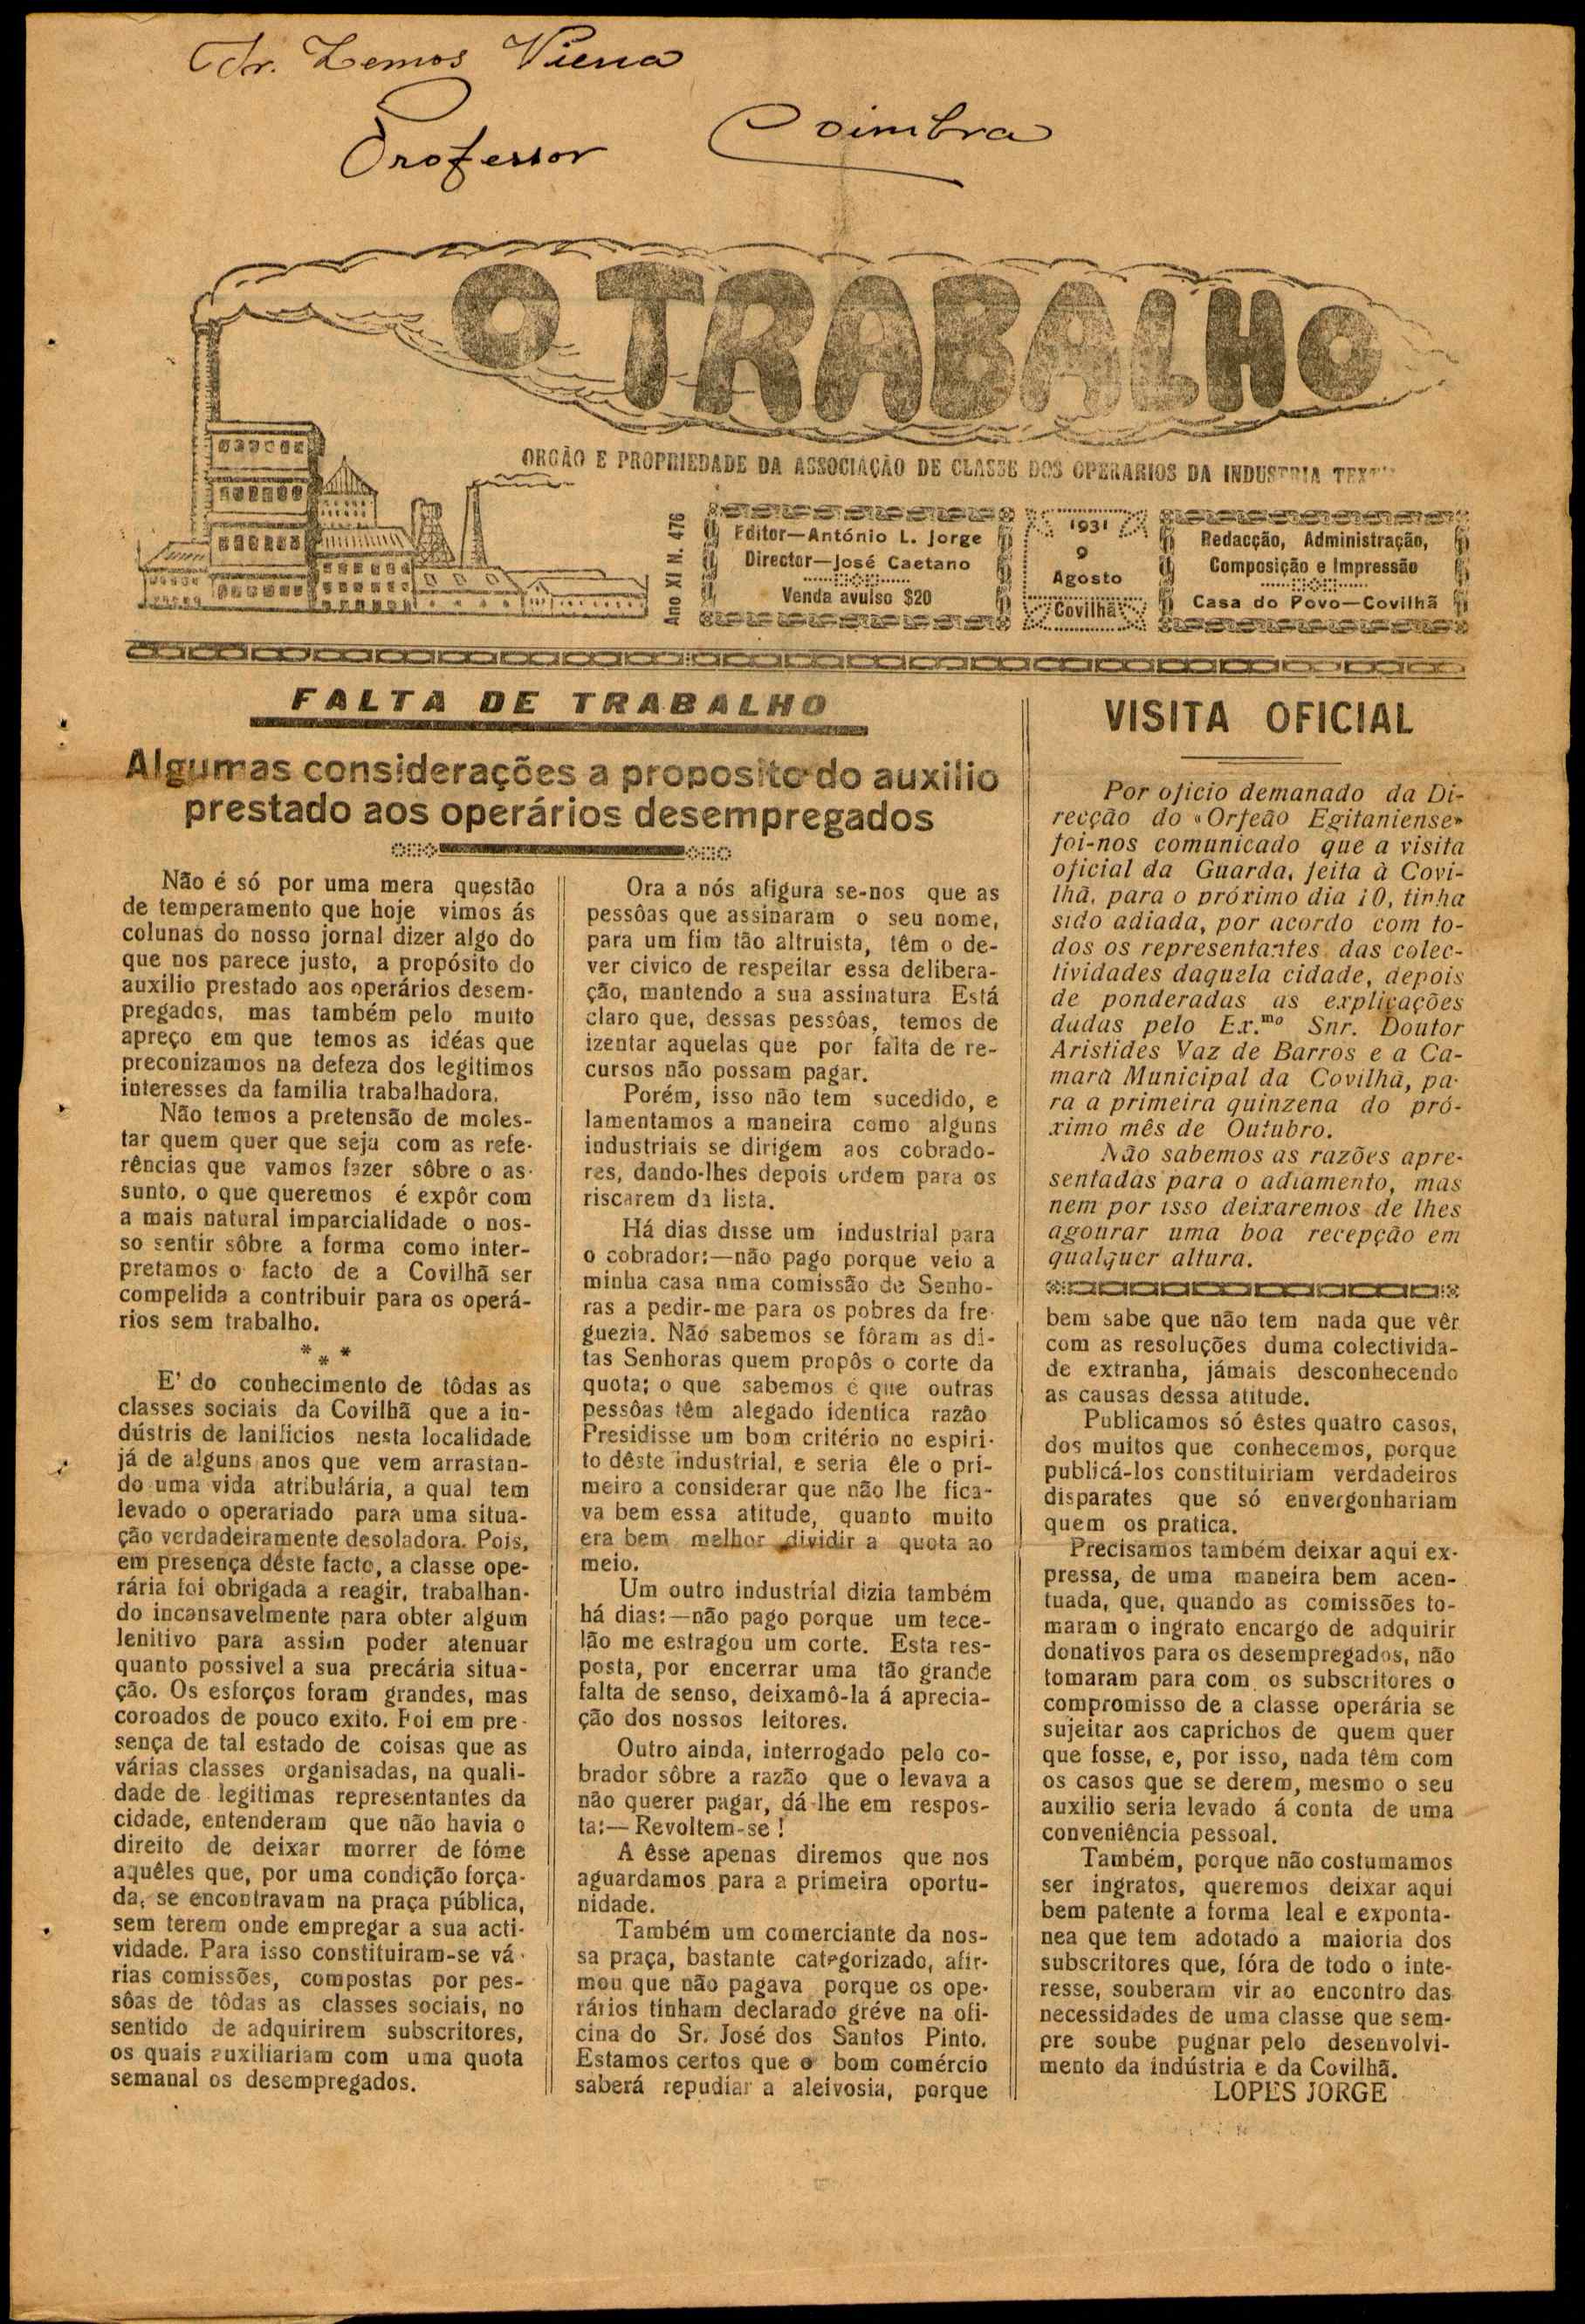 Dr. Lemos Viena
Professor Coimbra
O TRABALHO
ORGÃO E PROPRIEDADE DA ASSOCIAÇÃO DE CLASSE DOS OPERARIOS DA INDUSTRIA TEXTIL
Ano XI N. 476
Editor—António L. Jorge
Director—José Caetano
Venda avulso $20
1931
9
Agosto
Covilhã
Redacção, Administração,
Composição e Impressão
Casa do Povo—Covilhã
FALTA DE TRABALHO
Algumas considerações a proposito do auxilio
prestado aos operários desempregados
Não é só por uma mera questão
de temperamento que hoje vimos ás
colunas do nosso jornal dizer algo do
que nos parece justo, a propósito do
auxilio prestado aos operários desem-
pregados, mas também pelo muito
apreço em que temos as idéas que
preconizamos na defeza dos legitimos
interesses da familia trabalhadora.
Não temos a pretensão de moles-
tar quem quer que seja com as refe-
rências que vamos fazer sôbre o as-
sunto, o que queremos é expôr com
a mais natural imparcialidade o nos-
so sentir sôbre a forma como inter-
pretamos o facto de a Covilhã ser
compelida a contribuir para os operá-
rios sem trabalho.
* * *
E' do conhecimento de tôdas as
classes sociais da Covilhã que a in-
dústris de lanificios nesta localidade
já de alguns anos que vem arrastan-
do uma vida atribulária, a qual tem
levado o operariado para uma situa-
ção verdadeiramente desoladora. Pois,
em presença dêste facto, a classe ope-
rária foi obrigada a reagir, trabalhan-
do incansavelmente para obter algum
lenitivo para assim poder atenuar
quanto possivel a sua precária situa-
ção. Os esforços foram grandes, mas
coroados de pouco exito. Foi em pre-
sença de tal estado de coisas que as
várias classes organisadas, na quali-
dade de legitimas representantes da
cidade, entenderam que não havia o
direito de deixar morrer de fóme
aquêles que, por uma condição força-
da, se encontravam na praça pública,
sem terem onde empregar a sua acti-
vidade. Para isso constituiram-se vá-
rias comissões, compostas por pes-
sôas de tôdas as classes sociais, no
sentido de adquirirem subscritores,
os quais auxiliariam com uma quota
semanal os desempregados.
Ora a nós afigura se-nos que as
pessôas que assinaram o seu nome,
para um fim tão altruista, têm o de-
ver civico de respeitar essa delibera-
ção, mantendo a sua assinatura Está
claro que, dessas pessôas, temos de
izentar aquelas que por falta de re-
cursos não possam pagar.
Porém, isso não tem sucedido, e
lamentamos a maneira como alguns
industriais se dirigem aos cobrado-
res, dando-lhes depois ordem para os
riscarem da lista.
Há dias disse um industrial para
o cobrador:—não pago porque veio a
minha casa nma comissão de Senho-
ras a pedir-me para os pobres da fre-
guezia. Não sabemos se fôram as di-
tas Senhoras quem propôs o corte da
quota; o que sabemos é que outras
pessôas têm alegado identica razão
Presidisse um bom critério no espiri-
to dêste industrial, e seria êle o pri-
meiro a considerar que não lhe fica-
va bem essa atitude, quanto muito
era bem melhor dividir a quota ao
meio.
Um outro industrial dizia também
há dias:—não pago porque um tece-
lão me estragou um corte. Esta res-
posta, por encerrar uma tão grande
falta de senso, deixamô-la á aprecia-
ção dos nossos leitores.
Outro ainda, interrogado pelo co-
brador sôbre a razão que o levava a
não querer pagar, dá-lhe em respos-
ta:—Revoltem-se !
A êsse apenas diremos que nos
aguardamos para a primeira oportu-
nidade.
Também um comerciante da nos-
sa praça, bastante categorizado, afir-
mou que não pagava porque os ope-
rários tinham declarado gréve na ofi-
cina do Sr. José dos Santos Pinto.
Estamos certos que o bom comércio
saberá repudiar a aleivosia, porque
VISITA OFICIAL
Por oficio demanado da Di-
recção do «Orfeão Egitaniense»
foi-nos comunicado que a visita
oficial da Guarda, feita à Covi-
lhã, para o próximo dia 10, tinha
sido adiada, por acordo com to-
dos os representantes das colec-
tividades daquela cidade, depois
de ponderadas as explicações
dadas pelo Ex.mo Snr. Doutor
Aristides Vaz de Barros e a Ca-
mara Municipal da Covilhã, pa-
ra a primeira quinzena do pró-
ximo mês de Outubro.
Não sabemos as razões apre-
sentadas para o adiamento, mas
nem por isso deixaremos de lhes
agourar uma boa recepção em
qualquer altura.
bem sabe que não tem nada que vêr
com as resoluções duma colectivida-
de extranha, jámais desconhecendo
as causas dessa atitude.
Publicamos só êstes quatro casos,
dos muitos que conhecemos, porque
publicá-los constituiriam verdadeiros
disparates que só envergonhariam
quem os pratica.
Precisamos também deixar aqui ex-
pressa, de uma maneira bem acen-
tuada, que, quando as comissões to-
maram o ingrato encargo de adquirir
donativos para os desempregados, não
tomaram para com os subscritores o
compromisso de a classe operária se
sujeitar aos caprichos de quem quer
que fosse, e, por isso, nada têm com
os casos que se derem, mesmo o seu
auxilio seria levado á conta de uma
conveniência pessoal.
Também, porque não costumamos
ser ingratos, queremos deixar aqui
bem patente a forma leal e exponta-
nea que tem adotado a maioria dos
subscritores que, fóra de todo o inte-
resse, souberam vir ao encontro das
necessidades de uma classe que sem-
pre soube pugnar pelo desenvolvi-
mento da indústria e da Covilhã.
LOPES JORGE